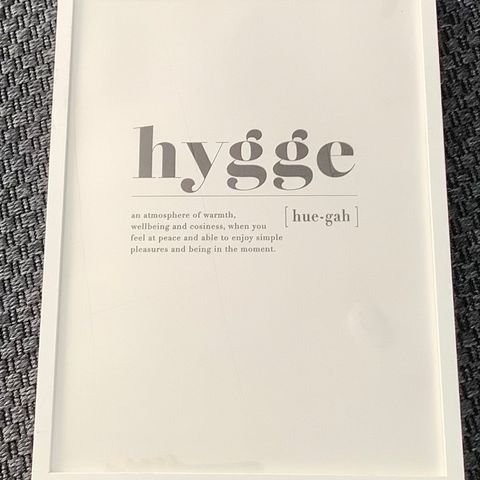 hygge
an atmosphere of warmth,
wellbeing and cosiness, when you
feel at peace and able to enjoy simple
pleasures and being in the moment.
[hue-gah]